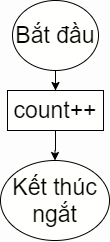 Bắt đầu
count++
Kết thúc
ngắt